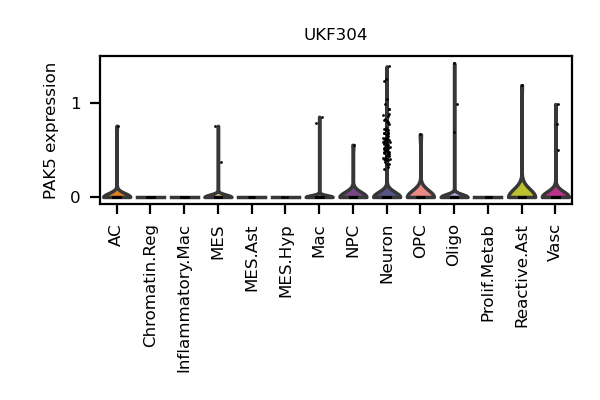 UKF304
PAK5 expression
1
0
AC
Chromatin.Reg
Inflammatory.Mac
MES
MES.Ast
MES.Hyp
Mac
NPC
Neuron
OPC
Oligo
Prolif.Metab
Reactive.Ast
Vasc